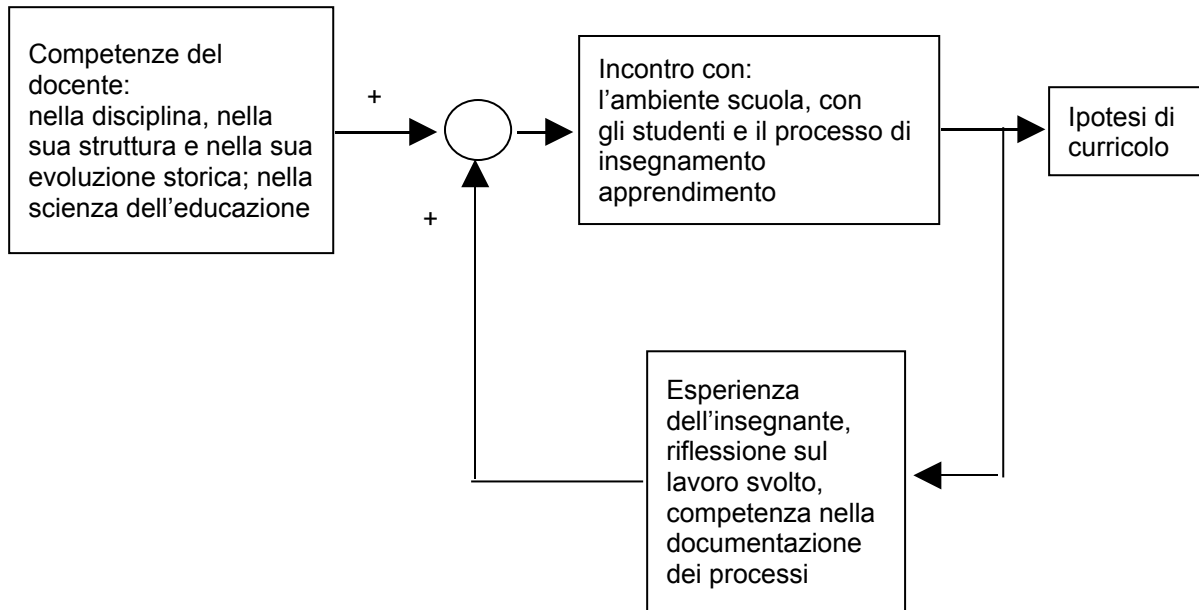 Competenze del
docente:
nella disciplina, nella
sua struttura e nella sua
evoluzione storica; nella
scienza dell’educazione
+
+
Incontro con:
l’ambiente scuola, con
gli studenti e il processo di
insegnamento
apprendimento
Ipotesi di
curricolo
Esperienza
dell’insegnante,
riflessione sul
lavoro svolto,
competenza nella
documentazione
dei processi